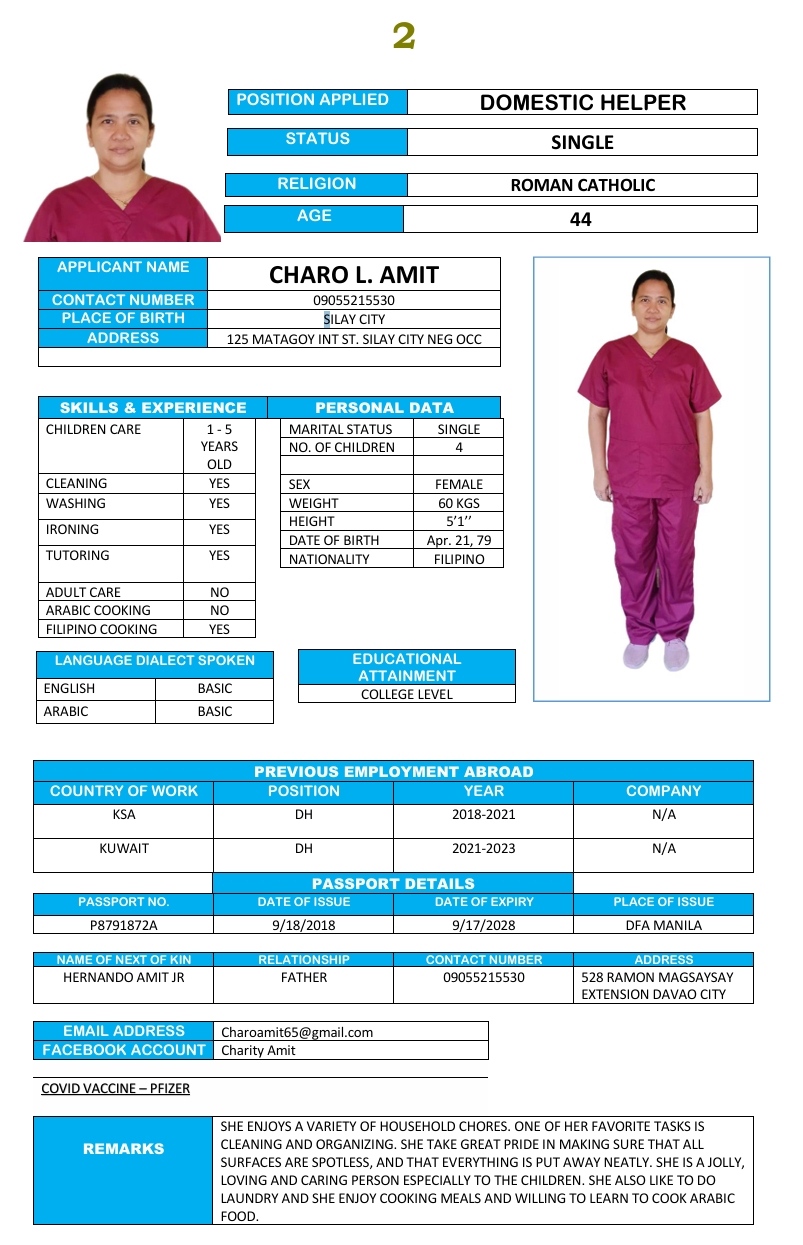 2
POSITION APPLIED DOMESTIC HELPER
STATUS SINGLE
RELIGION ROMAN CATHOLIC
AGE 44
APPLICANT NAME CHARO L. AMIT
CONTACT NUMBER 09055215530
PLACE OF BIRTH SILAY CITY
ADDRESS 125 MATAGOY INT ST. SILAY CITY NEG OCC
SKILLS & EXPERIENCE
CHILDREN CARE 1 - 5
YEARS
OLD
CLEANING YES
WASHING YES
IRONING YES
TUTORING YES
ADULT CARE NO
ARABIC COOKING NO
FILIPINO COOKING YES
PERSONAL DATA
MARITAL STATUS SINGLE
NO. OF CHILDREN 4
SEX FEMALE
WEIGHT 60 KGS
HEIGHT 5’1’’
DATE OF BIRTH Apr. 21, 79
NATIONALITY FILIPINO
LANGUAGE DIALECT SPOKEN
ENGLISH BASIC
ARABIC BASIC
EDUCATIONAL
ATTAINMENT
COLLEGE LEVEL
PREVIOUS EMPLOYMENT ABROAD
COUNTRY OF WORK POSITION YEAR COMPANY
KSA DH 2018-2021 N/A
KUWAIT DH 2021-2023 N/A
PASSPORT DETAILS
PASSPORT NO. DATE OF ISSUE DATE OF EXPIRY PLACE OF ISSUE
P8791872A 9/18/2018 9/17/2028 DFA MANILA
NAME OF NEXT OF KIN RELATIONSHIP CONTACT NUMBER ADDRESS
HERNANDO AMIT JR FATHER 09055215530 528 RAMON MAGSAYSAY
EXTENSION DAVAO CITY
EMAIL ADDRESS Charoamit65@gmail.com
FACEBOOK ACCOUNT Charity Amit
COVID VACCINE – PFIZER
REMARKS
SHE ENJOYS A VARIETY OF HOUSEHOLD CHORES. ONE OF HER FAVORITE TASKS IS
CLEANING AND ORGANIZING. SHE TAKE GREAT PRIDE IN MAKING SURE THAT ALL
SURFACES ARE SPOTLESS, AND THAT EVERYTHING IS PUT AWAY NEATLY. SHE IS A JOLLY,
LOVING AND CARING PERSON ESPECIALLY TO THE CHILDREN. SHE ALSO LIKE TO DO
LAUNDRY AND SHE ENJOY COOKING MEALS AND WILLING TO LEARN TO COOK ARABIC
FOOD.